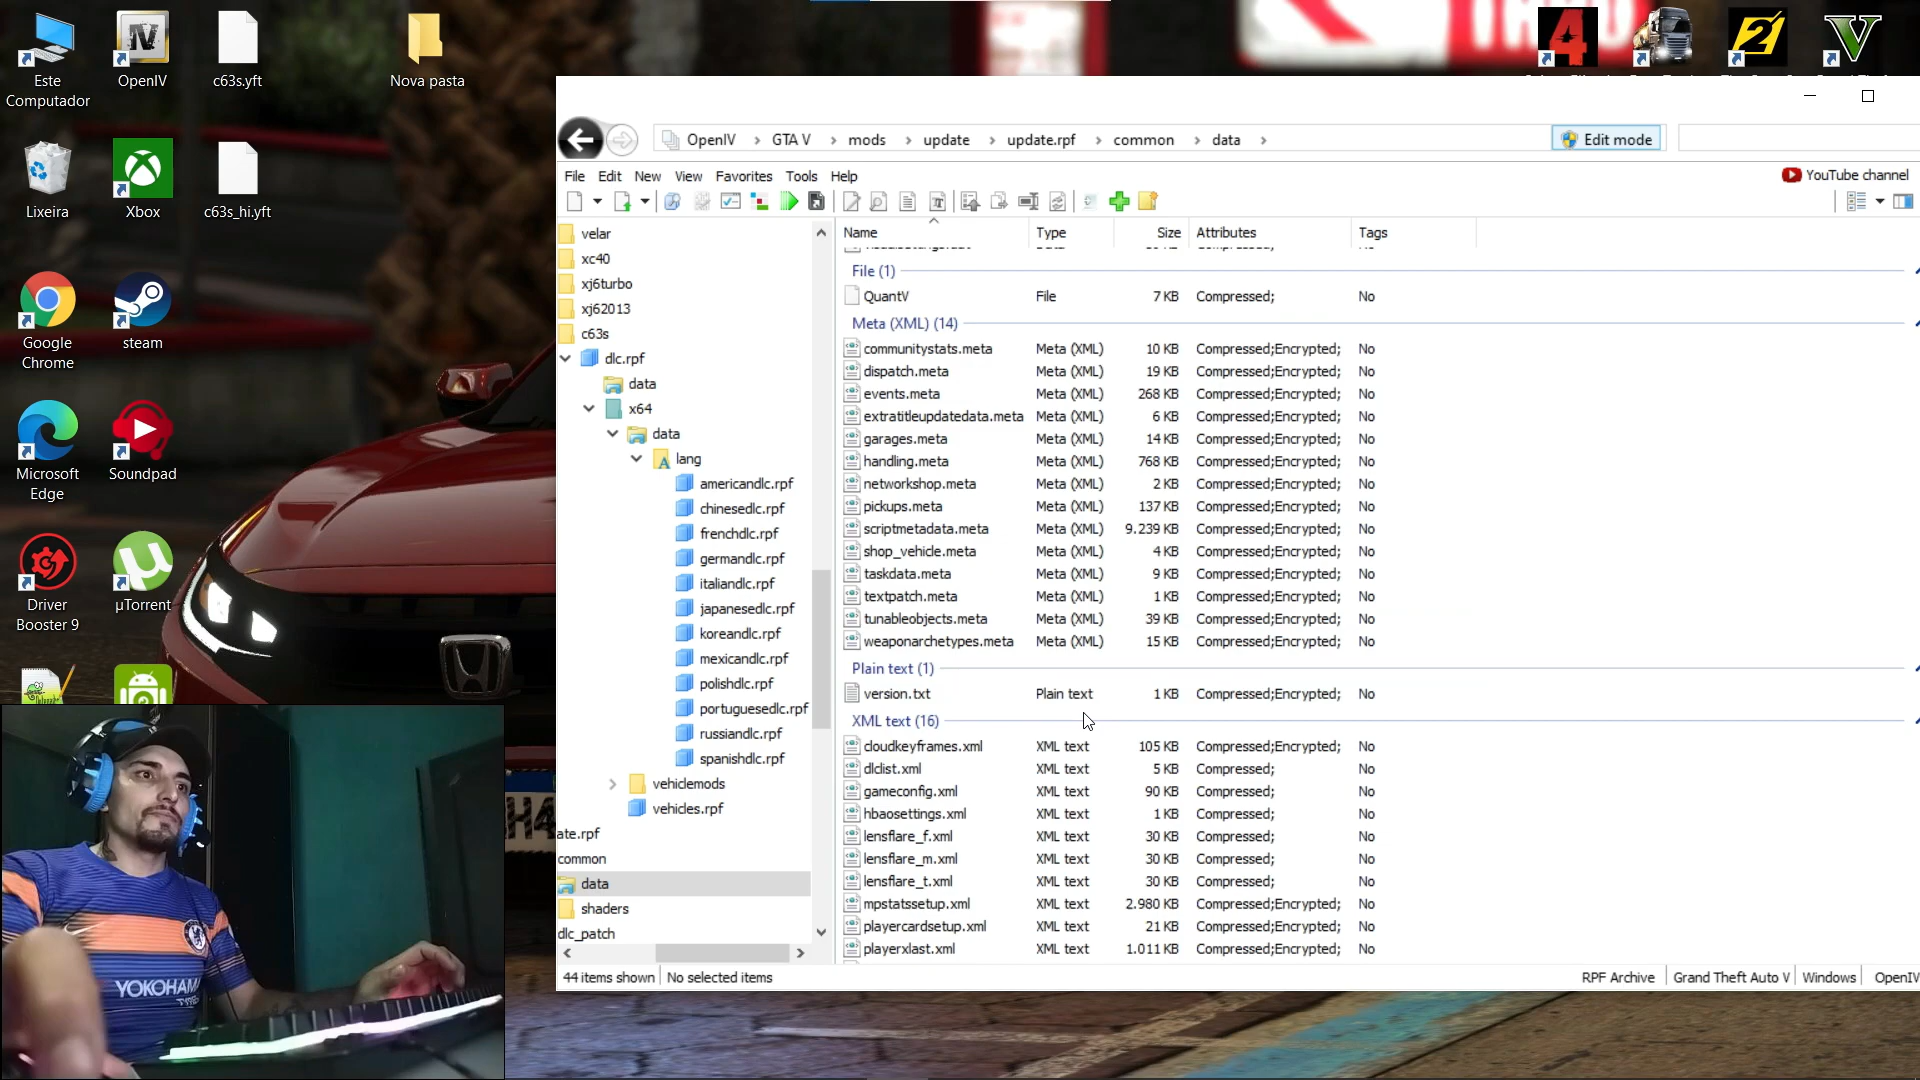 Este
Computador
OpenIV
c63s.yft
Nova pasta
Lixeira
Xbox
c63s_hi.yft
Google
Chrome
steam
Microsoft
Edge
Soundpad
Driver
Booster 9
µTorrent
OpenIV > GTA V > mods > update > update.rpf > common > data >
Edit mode
File Edit New View Favorites Tools Help
YouTube channel
velar
xc40
xj6turbo
xj62013
c63s
dlc.rpf
data
x64
data
lang
americandlc.rpf
chinesedlc.rpf
frenchdlc.rpf
germandlc.rpf
italiandlc.rpf
japanesedlc.rpf
koreandlc.rpf
mexicandlc.rpf
polishdlc.rpf
portuguesedlc.rpf
russiandlc.rpf
spanishdlc.rpf
vehiclemods
vehicles.rpf
ate.rpf
common
data
shaders
dlc_patch
Name Type Size Attributes Tags
File (1)
QuantV File 7 KB Compressed; No
Meta (XML) (14)
communitystats.meta Meta (XML) 10 KB Compressed;Encrypted; No
dispatch.meta Meta (XML) 19 KB Compressed;Encrypted; No
events.meta Meta (XML) 268 KB Compressed;Encrypted; No
extratitleupdatedata.meta Meta (XML) 6 KB Compressed;Encrypted; No
garages.meta Meta (XML) 14 KB Compressed;Encrypted; No
handling.meta Meta (XML) 768 KB Compressed;Encrypted; No
networkshop.meta Meta (XML) 2 KB Compressed;Encrypted; No
pickups.meta Meta (XML) 137 KB Compressed;Encrypted; No
scriptmetadata.meta Meta (XML) 9.239 KB Compressed;Encrypted; No
shop_vehicle.meta Meta (XML) 4 KB Compressed;Encrypted; No
taskdata.meta Meta (XML) 9 KB Compressed;Encrypted; No
textpatch.meta Meta (XML) 1 KB Compressed;Encrypted; No
tunableobjects.meta Meta (XML) 39 KB Compressed;Encrypted; No
weaponarchetypes.meta Meta (XML) 15 KB Compressed;Encrypted; No
Plain text (1)
version.txt Plain text 1 KB Compressed;Encrypted; No
XML text (16)
cloudkeyframes.xml XML text 105 KB Compressed;Encrypted; No
dlclist.xml XML text 5 KB Compressed; No
gameconfig.xml XML text 90 KB Compressed; No
hbaosettings.xml XML text 1 KB Compressed; No
lensflare_f.xml XML text 30 KB Compressed; No
lensflare_m.xml XML text 30 KB Compressed; No
lensflare_t.xml XML text 30 KB Compressed; No
mpstatssetup.xml XML text 2.980 KB Compressed;Encrypted; No
playercardsetup.xml XML text 21 KB Compressed;Encrypted; No
playerxlast.xml XML text 1.011 KB Compressed;Encrypted; No
44 items shown No selected items
RPF Archive Grand Theft Auto V Windows OpenIV
YOKOHAM